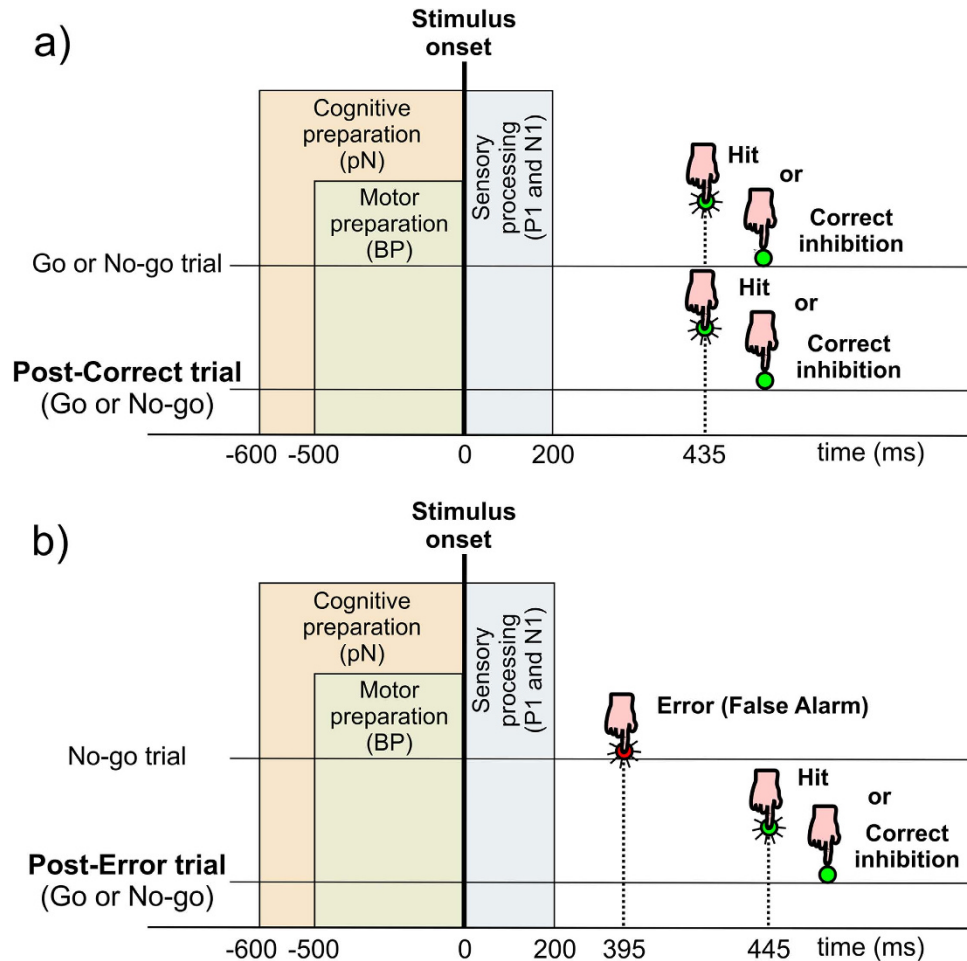 a)
Stimulus
onset
Cognitive
preparation
(pN)
Motor
preparation
(BP)
Sensory
processing
(P1 and N1)
Hit
or
Correct
inhibition
Go or No-go trial
Hit
or
Correct
inhibition
Post-Correct trial
(Go or No-go)
-600 -500 0 200 435 time (ms)
b)
Stimulus
onset
Cognitive
preparation
(pN)
Motor
preparation
(BP)
Sensory
processing
(P1 and N1)
Error (False Alarm)
No-go trial
Hit
or
Correct
inhibition
Post-Error trial
(Go or No-go)
-600 -500 0 200 395 445 time (ms)